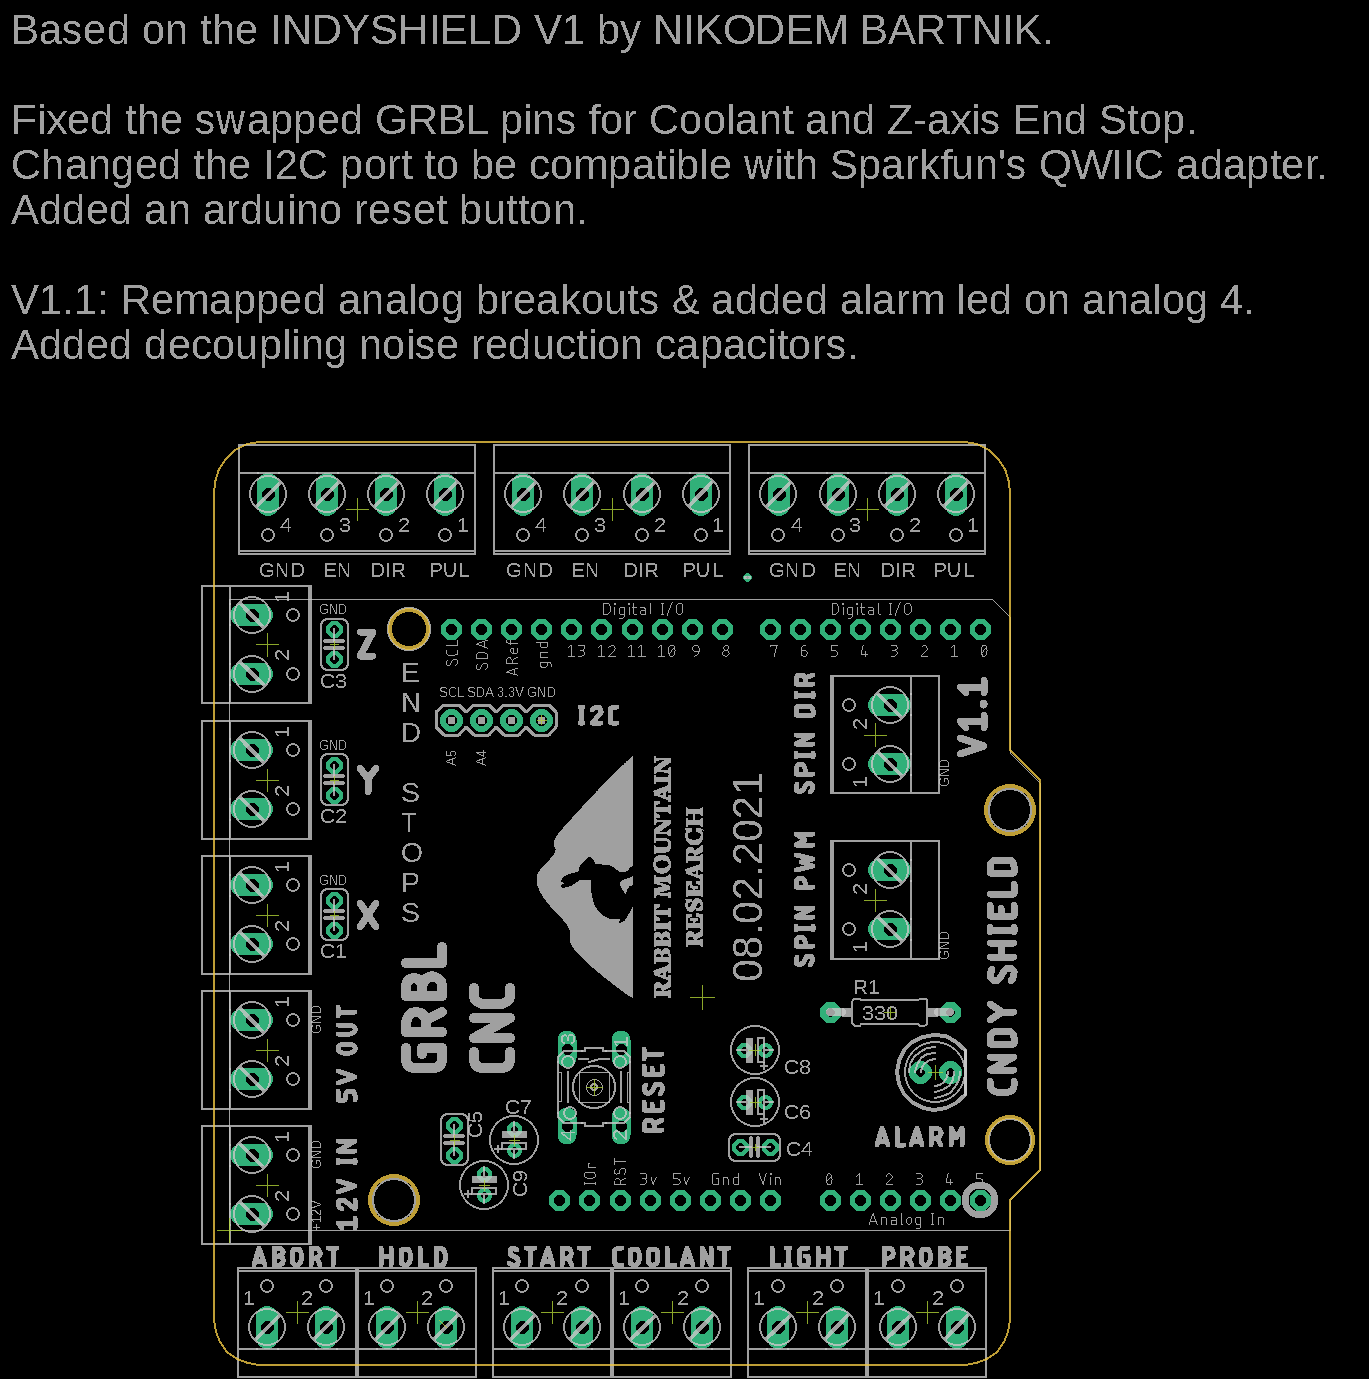 Based on the INDYSHIELD V1 by NIKODEM BARTNIK.
Fixed the swapped GRBL pins for Coolant and Z-axis End Stop.
Changed the I2C port to be compatible with Sparkfun's QWIIC adapter.
Added an arduino reset button.
V1.1: Remapped analog breakouts & added alarm led on analog 4.
Added decoupling noise reduction capacitors.
4 3 2 1 4 3 2 1 4 3 2 1
GND EN DIR PUL GND EN DIR PUL GND EN DIR PUL
Digital I/O Digital I/O
SCL SDA ARef gnd 13 12 11 10 9 8 7 6 5 4 3 2 1 0
1 2 GND C3 Z
END STOPS
SCL SDA 3.3V GND
I2C
A5 A4
1 2 GND C2 Y
1 2 GND C1 X
SPIN DIR
2 1 GND
V1.1
RABBIT MOUNTAIN
RESEARCH
08.02.2021
SPIN PWM
2 1 GND
CNDY SHIELD
GRBL
CNC
1 2 GND
5V OUT
R1
330
3 1 4 2
RESET
C8
C6
C4
ALARM
C5 C7
C9
1 2 GND +12V
12V IN
IOr RST 3v 5v Gnd Vin 0 1 2 3 4 5
Analog In
ABORT HOLD START COOLANT LIGHT PROBE
1 2 1 2 1 2 1 2 1 2 1 2